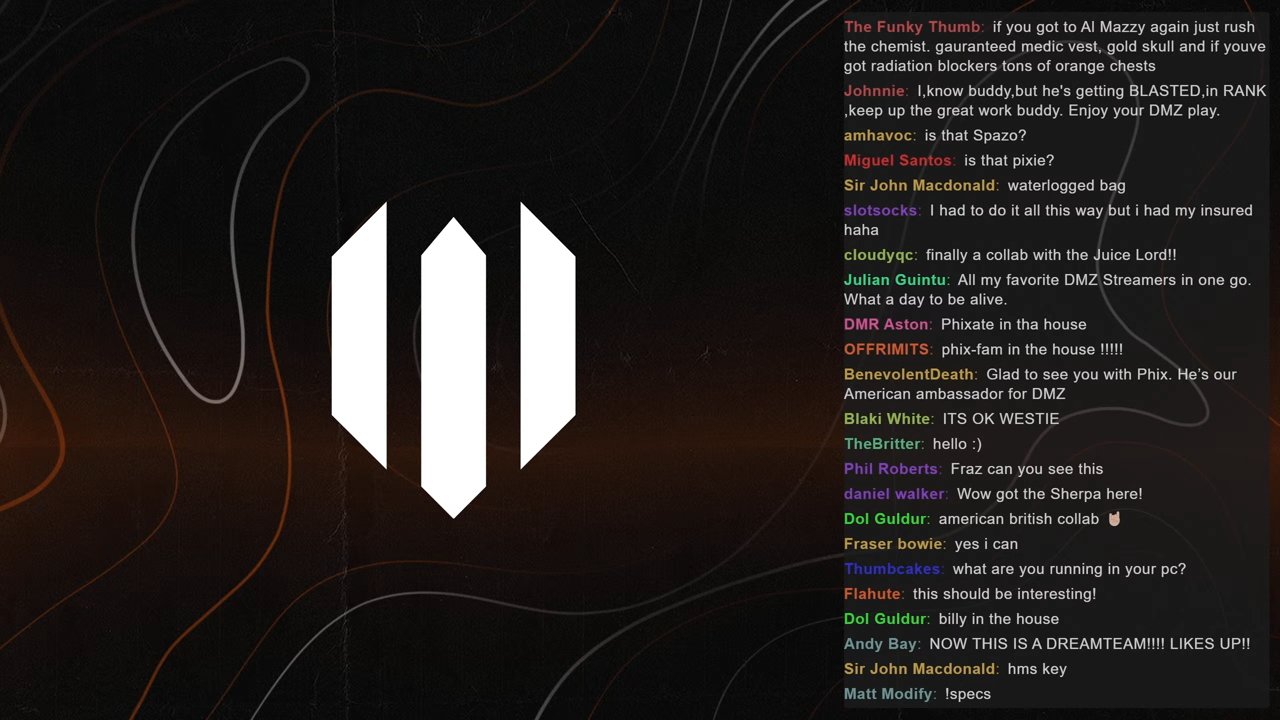 The Funky Thumb: if you got to Al Mazzy again just rush
the chemist. gauranteed medic vest, gold skull and if youve
got radiation blockers tons of orange chests
Johnnie: I,know buddy,but he's getting BLASTED,in RANK
,keep up the great work buddy. Enjoy your DMZ play.
amhavoc: is that Spazo?
Miguel Santos: is that pixie?
Sir John Macdonald: waterlogged bag
slotsocks: I had to do it all this way but i had my insured
haha
cloudyqc: finally a collab with the Juice Lord!!
Julian Guintu: All my favorite DMZ Streamers in one go.
What a day to be alive.
DMR Aston: Phixate in tha house
OFFRIMITS: phix-fam in the house !!!!!
BenevolentDeath: Glad to see you with Phix. He’s our
American ambassador for DMZ
Blaki White: ITS OK WESTIE
TheBritter: hello :)
Phil Roberts: Fraz can you see this
daniel walker: Wow got the Sherpa here!
Dol Guldur: american british collab 🤘🏼
Fraser bowie: yes i can
Thumbcakes: what are you running in your pc?
Flahute: this should be interesting!
Dol Guldur: billy in the house
Andy Bay: NOW THIS IS A DREAMTEAM!!!! LIKES UP!!
Sir John Macdonald: hms key
Matt Modify: !specs